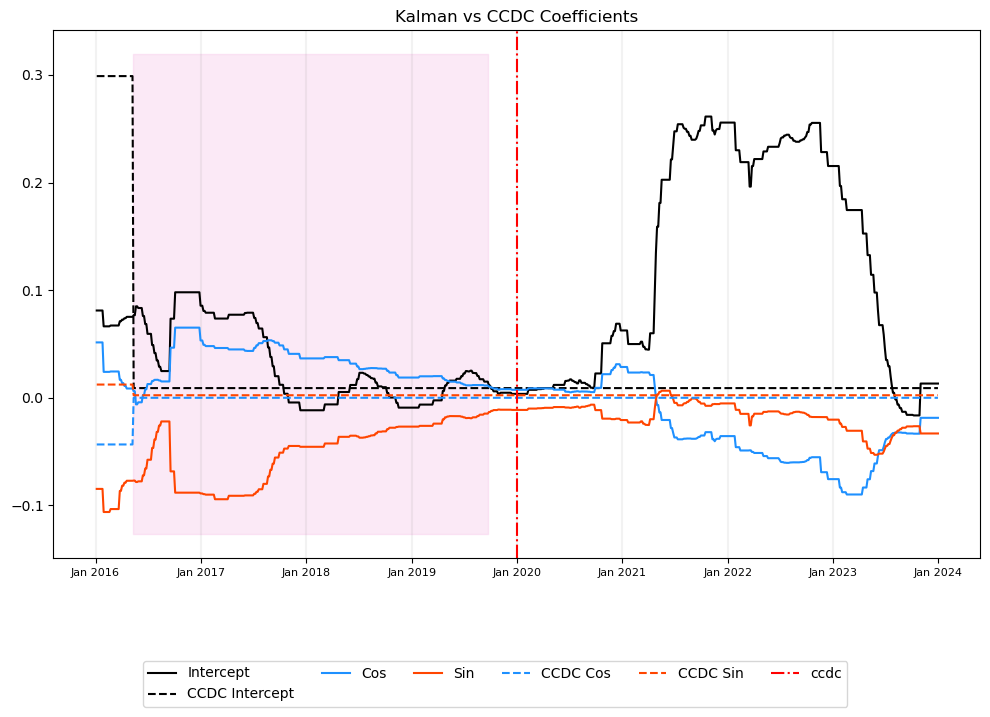 Kalman vs CCDC Coefficients
0.3
0.2
0.1
0.0
−0.1
Jan 2016 Jan 2017 Jan 2018 Jan 2019 Jan 2020 Jan 2021 Jan 2022 Jan 2023 Jan 2024
Intercept Cos Sin CCDC Cos CCDC Sin ccdc
CCDC Intercept